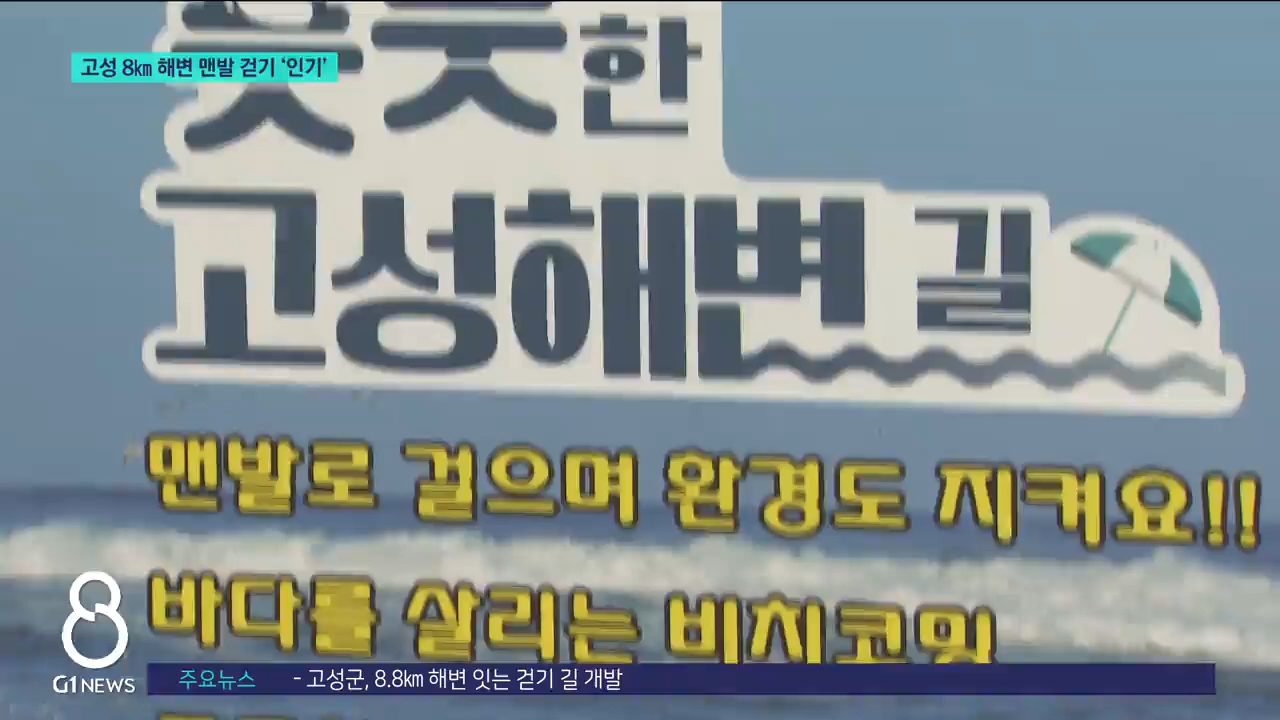 고성 8㎞ 해변 맨발 걷기 ‘인기’
고성해변 길
맨발로 걸으며 환경도 지켜요!!
바다를 살리는 비치코밍
8
G1 NEWS
주요뉴스 - 고성군, 8.8㎞ 해변 잇는 걷기 길 개발